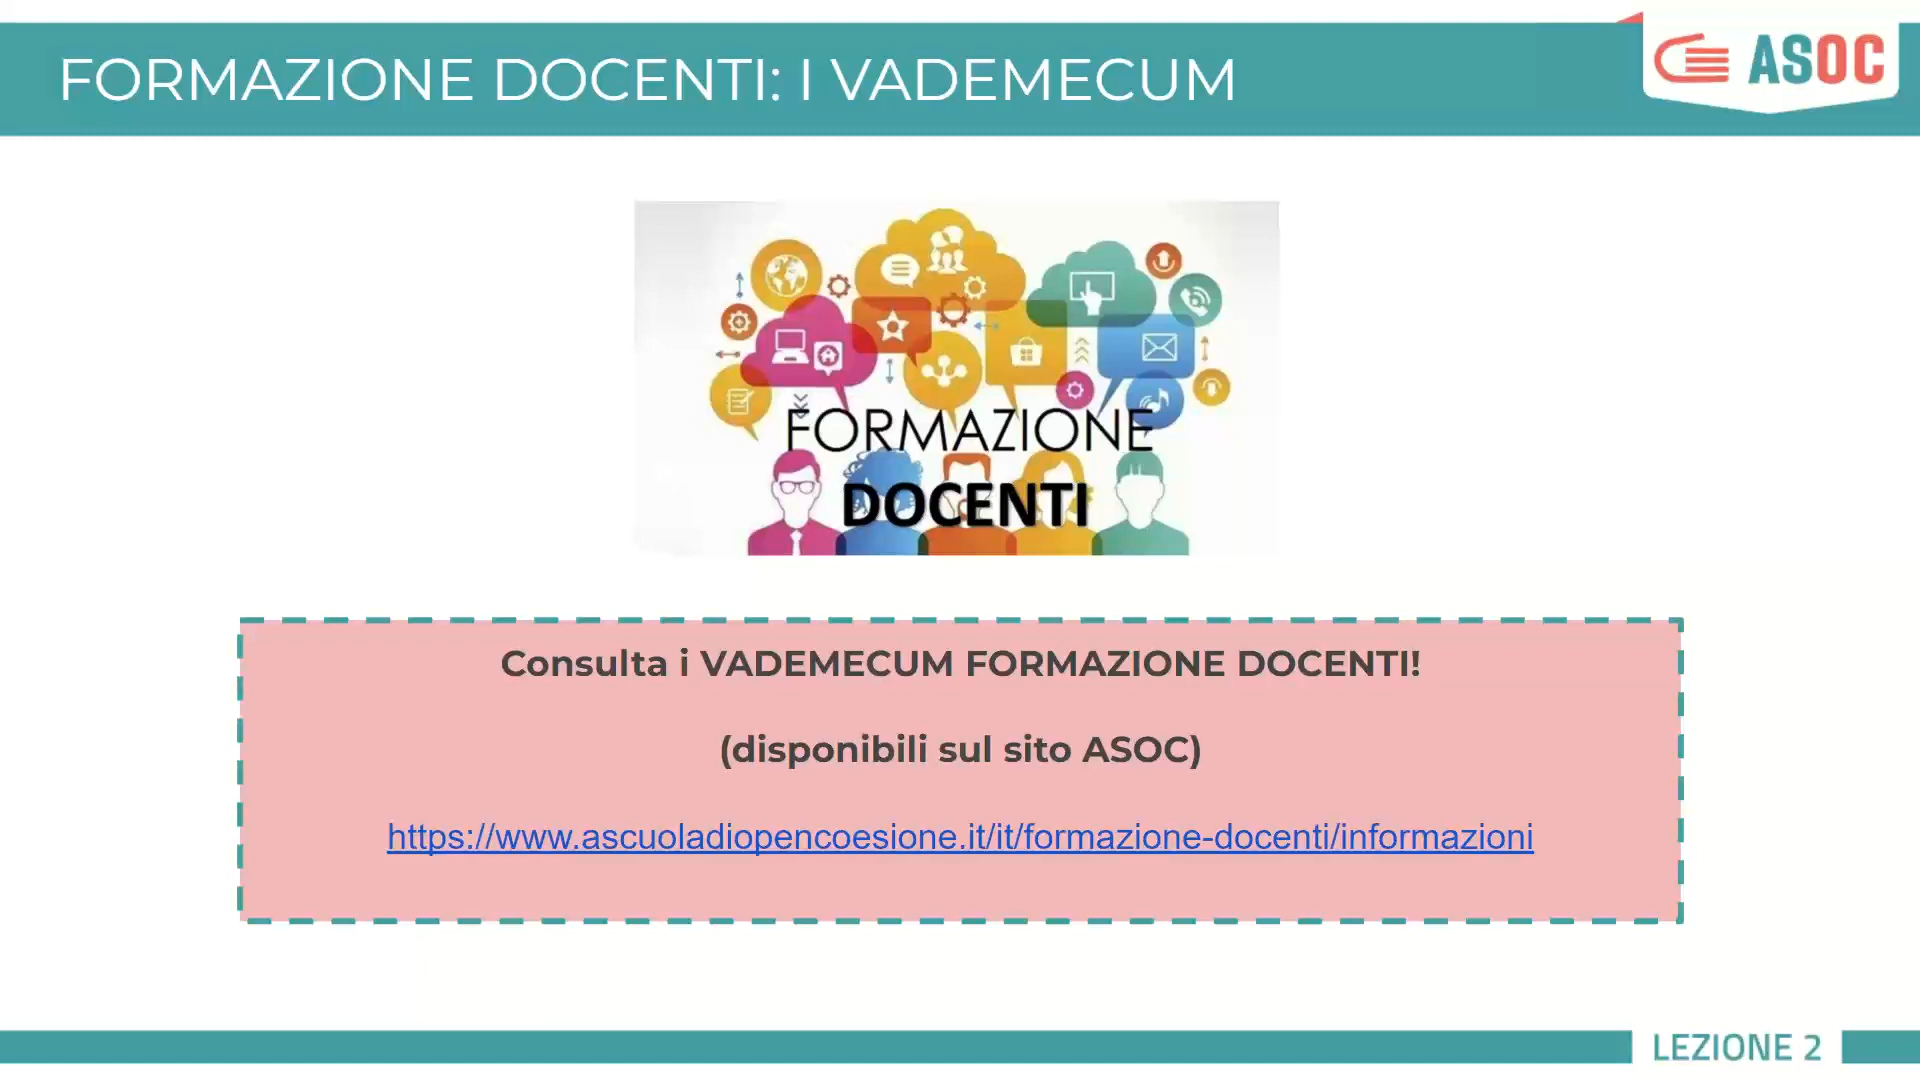 FORMAZIONE DOCENTI: I VADEMECUM
ASOC
FORMAZIONE
DOCENTI
Consulta i VADEMECUM FORMAZIONE DOCENTI!
(disponibili sul sito ASOC)
https://www.ascuoladiopencoesione.it/it/formazione-docenti/informazioni
LEZIONE 2